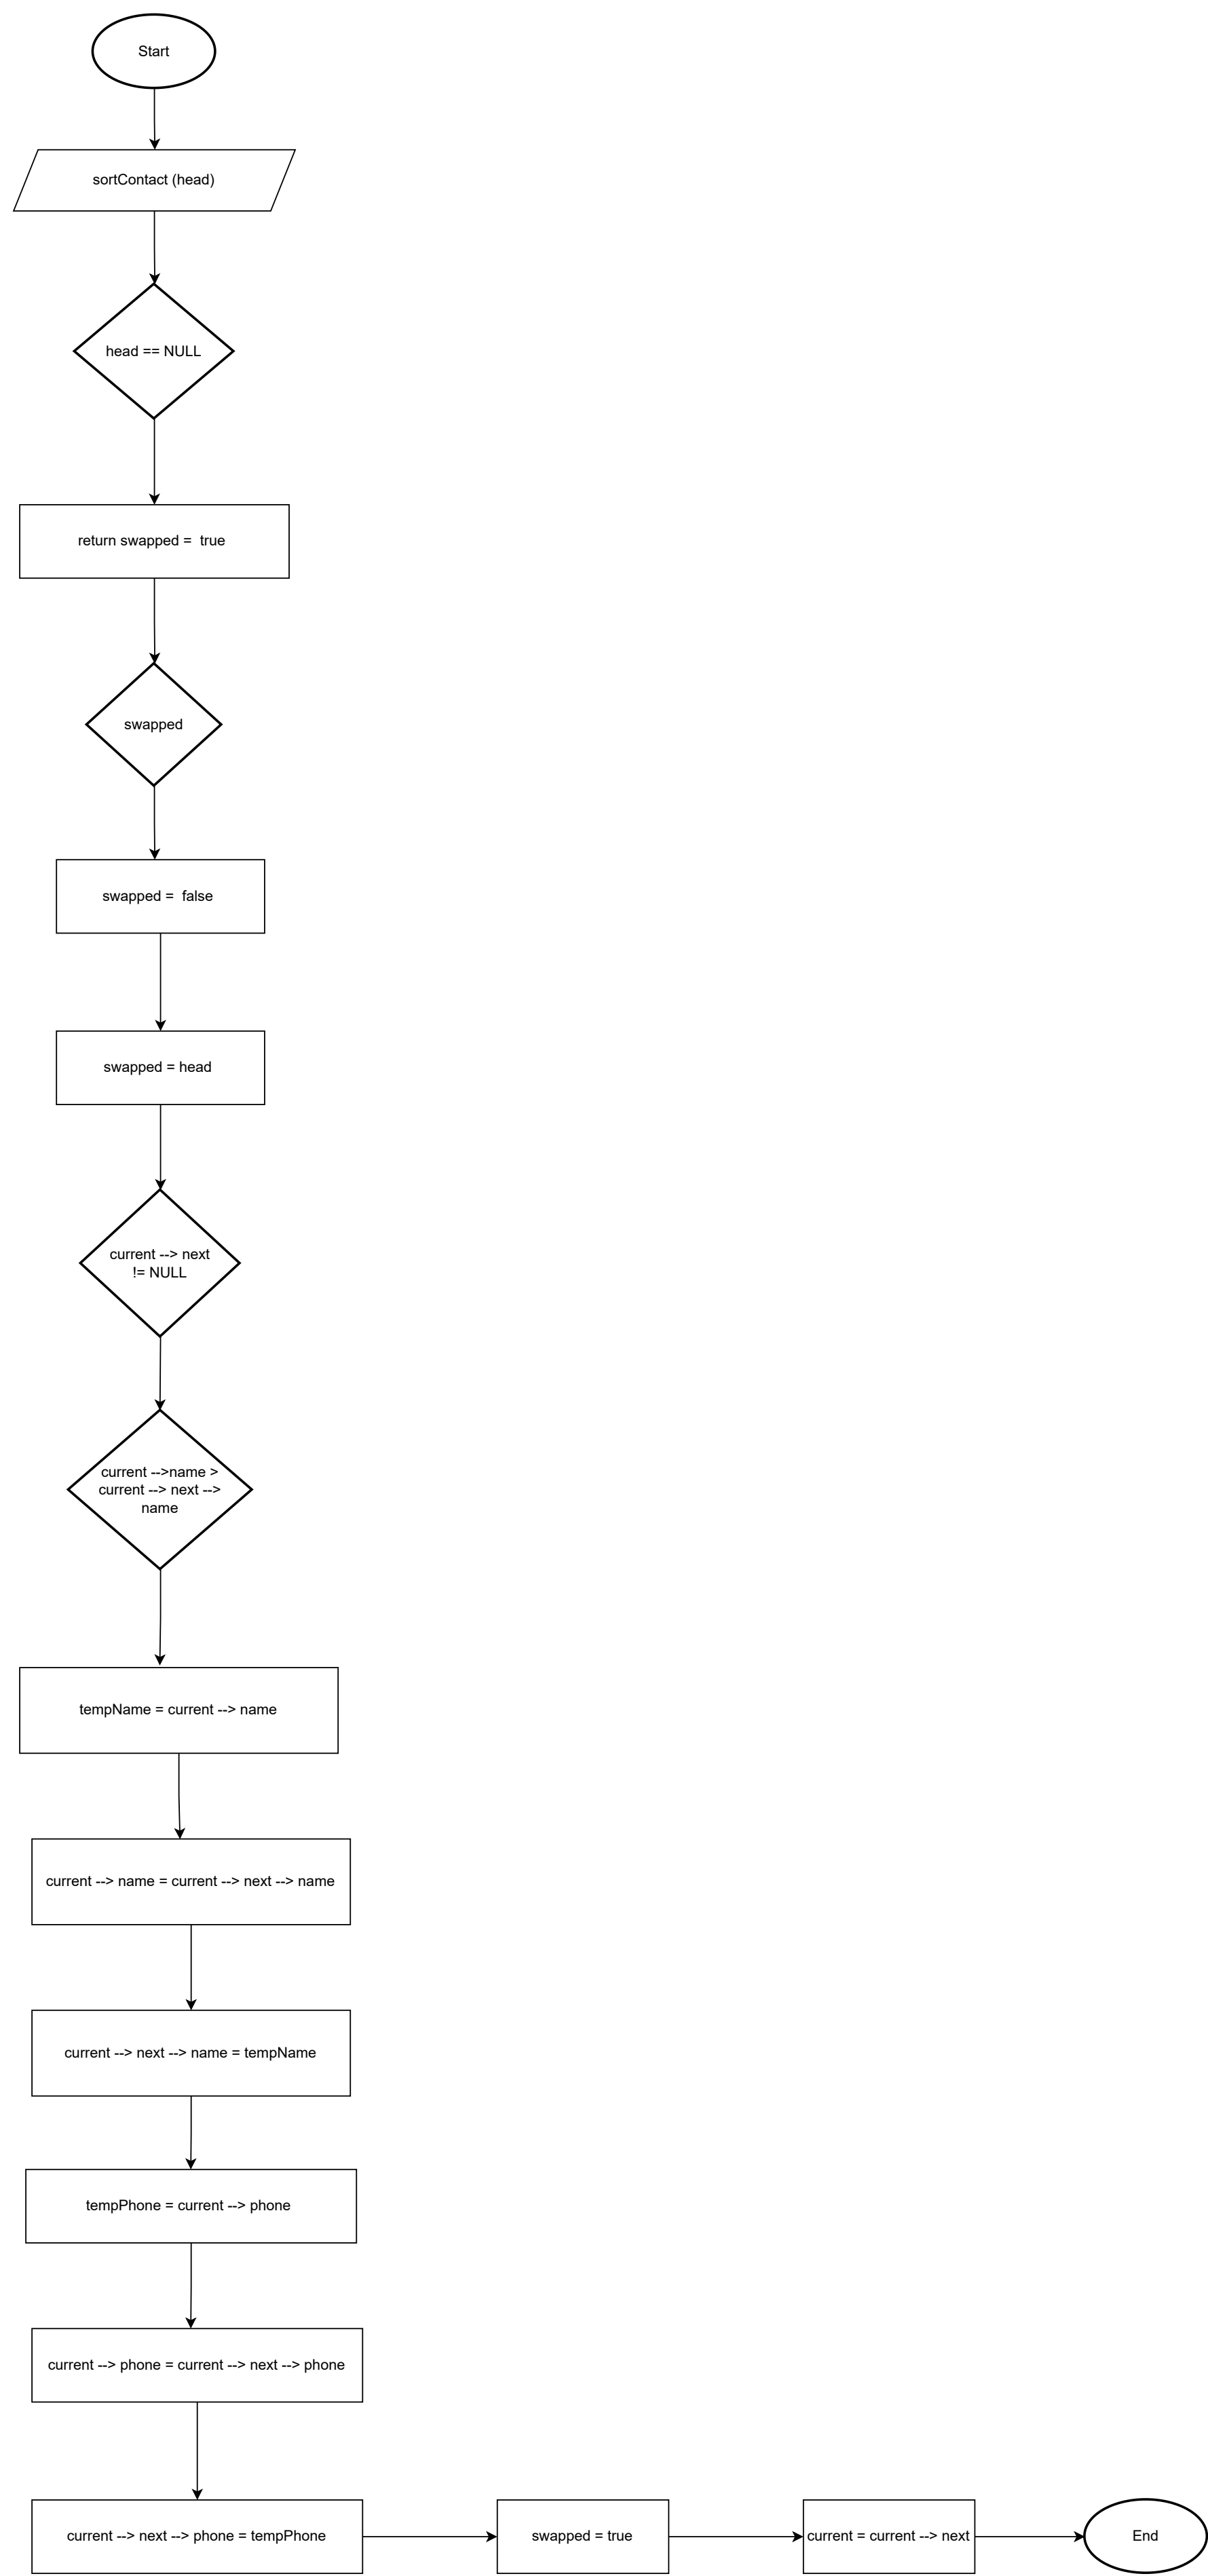 Start
sortContact (head)
head == NULL
return swapped =  true
swapped
swapped =  false
swapped = head
current --> next
!= NULL
current -->name >
current --> next -->
name
tempName = current --> name
current --> name = current --> next --> name
current --> next --> name = tempName
tempPhone = current --> phone
current --> phone = current --> next --> phone
current --> next --> phone = tempPhone
swapped = true
current = current --> next
End